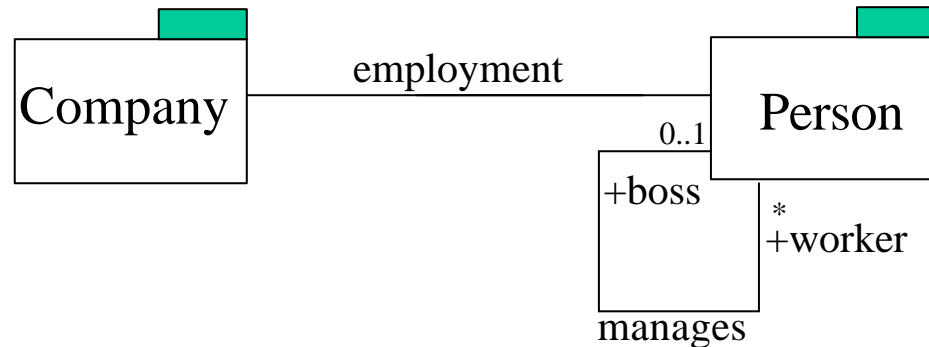 employment
Company
Person
0..1
+boss
*
+worker
manages